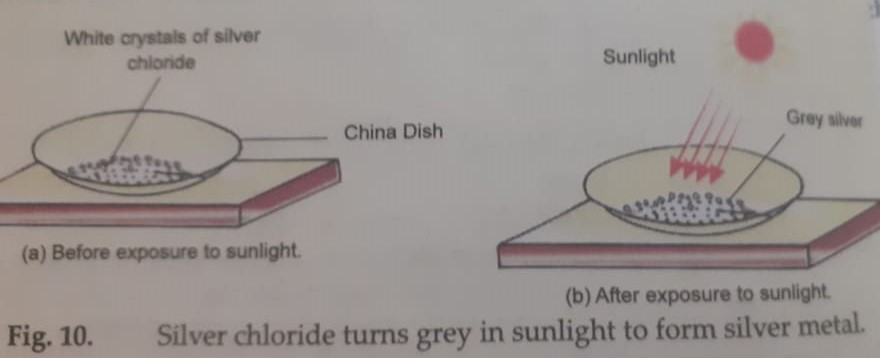 White crystals of silver
chloride
China Dish
(a) Before exposure to sunlight.
Sunlight
Grey silver
(b) After exposure to sunlight.
Fig. 10. Silver chloride turns grey in sunlight to form silver metal.